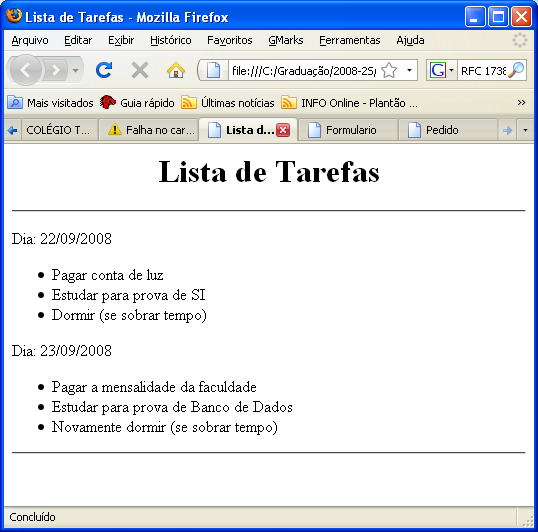 Lista de Tarefas - Mozilla Firefox
Arquivo Editar Exibir Histórico Favoritos GMarks Ferramentas Ajuda
file:///C:/Graduação/2008-2S/ G RFC 1738
Mais visitados Guia rápido Últimas notícias INFO Online - Plantão ... »
COLÉGIO T... Falha no car... Lista d... Formulario Pedido
Lista de Tarefas
Dia: 22/09/2008
• Pagar conta de luz
• Estudar para prova de SI
• Dormir (se sobrar tempo)
Dia: 23/09/2008
• Pagar a mensalidade da faculdade
• Estudar para prova de Banco de Dados
• Novamente dormir (se sobrar tempo)
Concluído